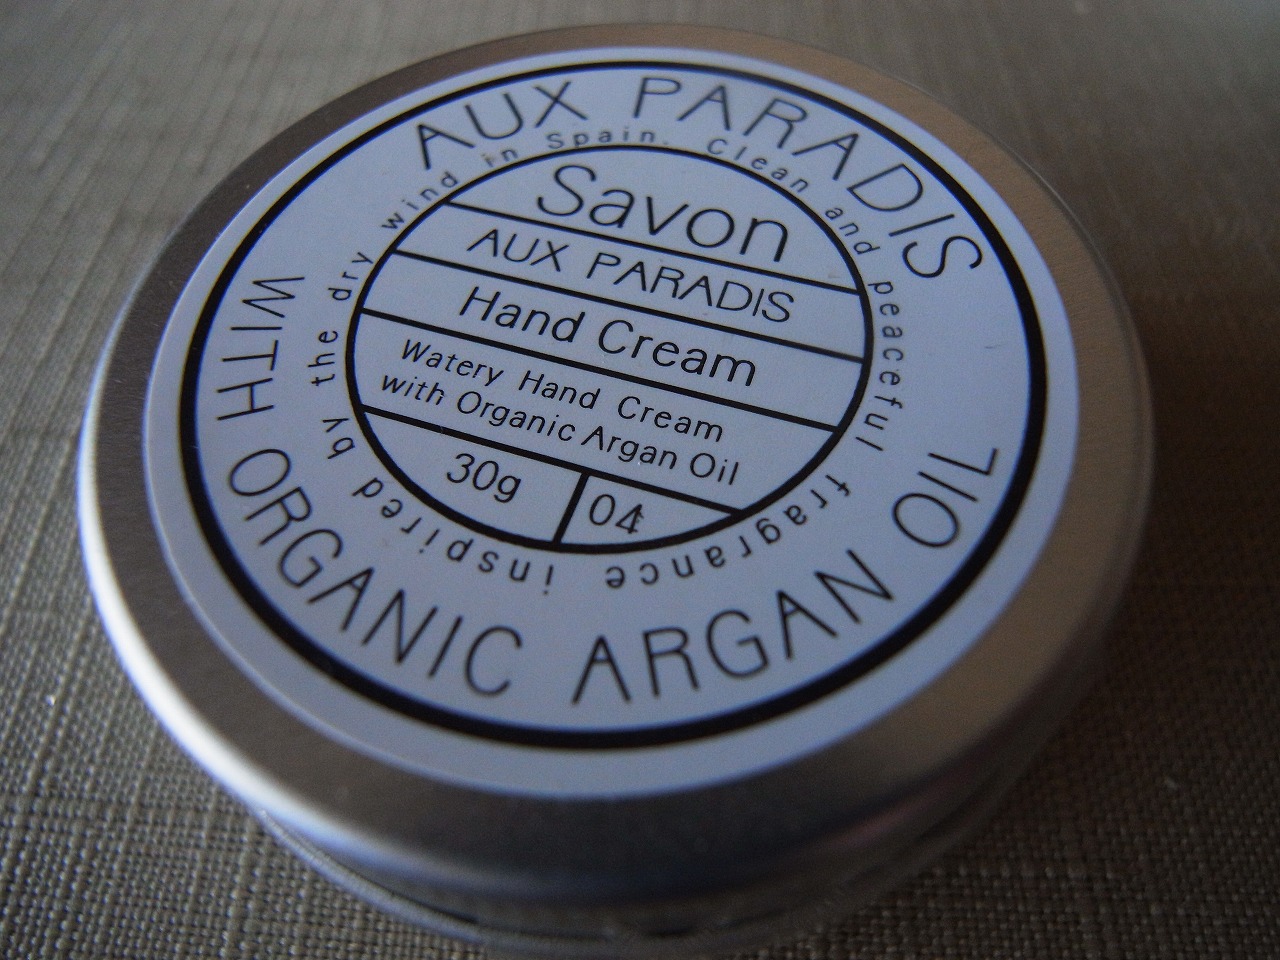 AUX PARADIS
WITH ORGANIC ARGAN OIL
Clean and peaceful fragrance inspired by the dry wind in Spain.
Savon
AUX PARADIS
Hand Cream
Watery Hand Cream
with Organic Argan Oil
30g
04